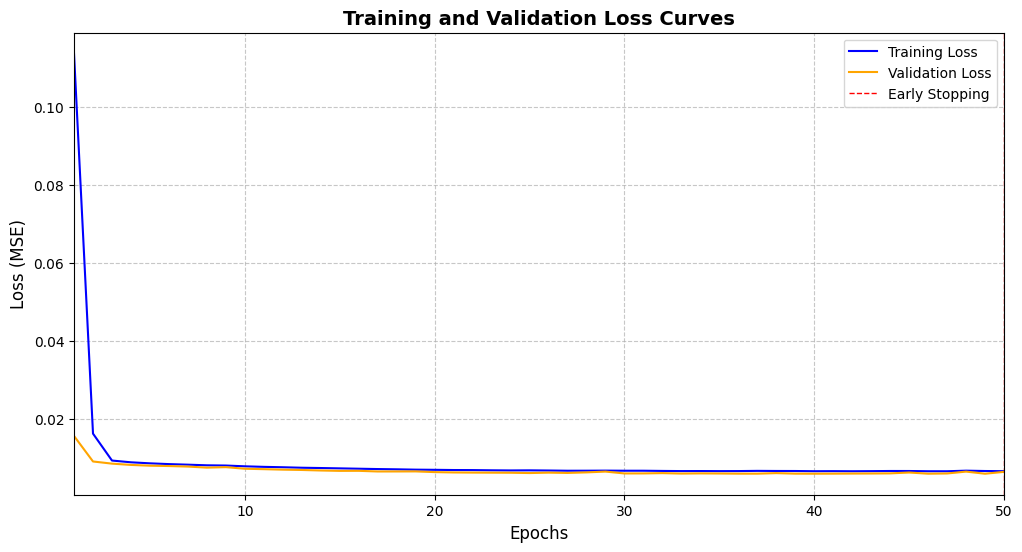 Training and Validation Loss Curves
Training Loss
Validation Loss
Early Stopping
Loss (MSE)
0.10
0.08
0.06
0.04
0.02
10 20 30 40 50
Epochs